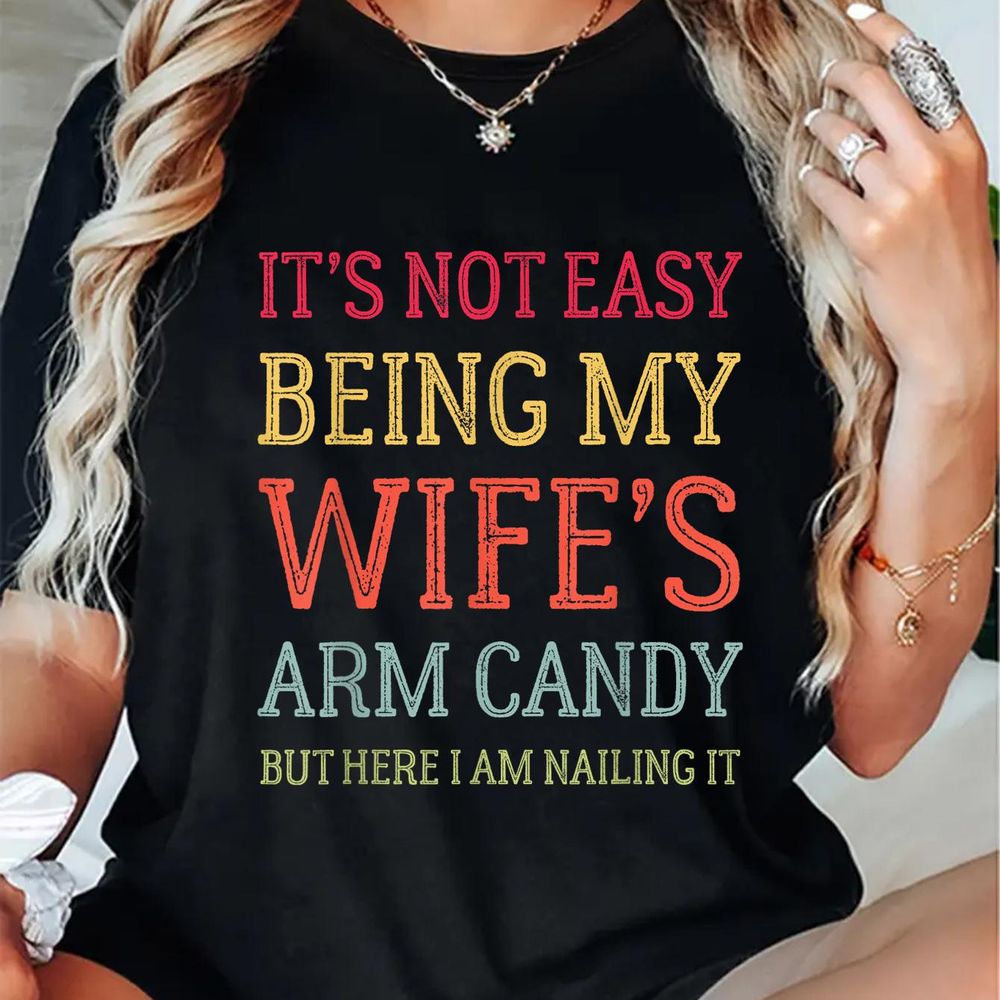 IT'S NOT EASY
BEING MY
WIFE'S
ARM CANDY
BUT HERE I AM NAILING IT